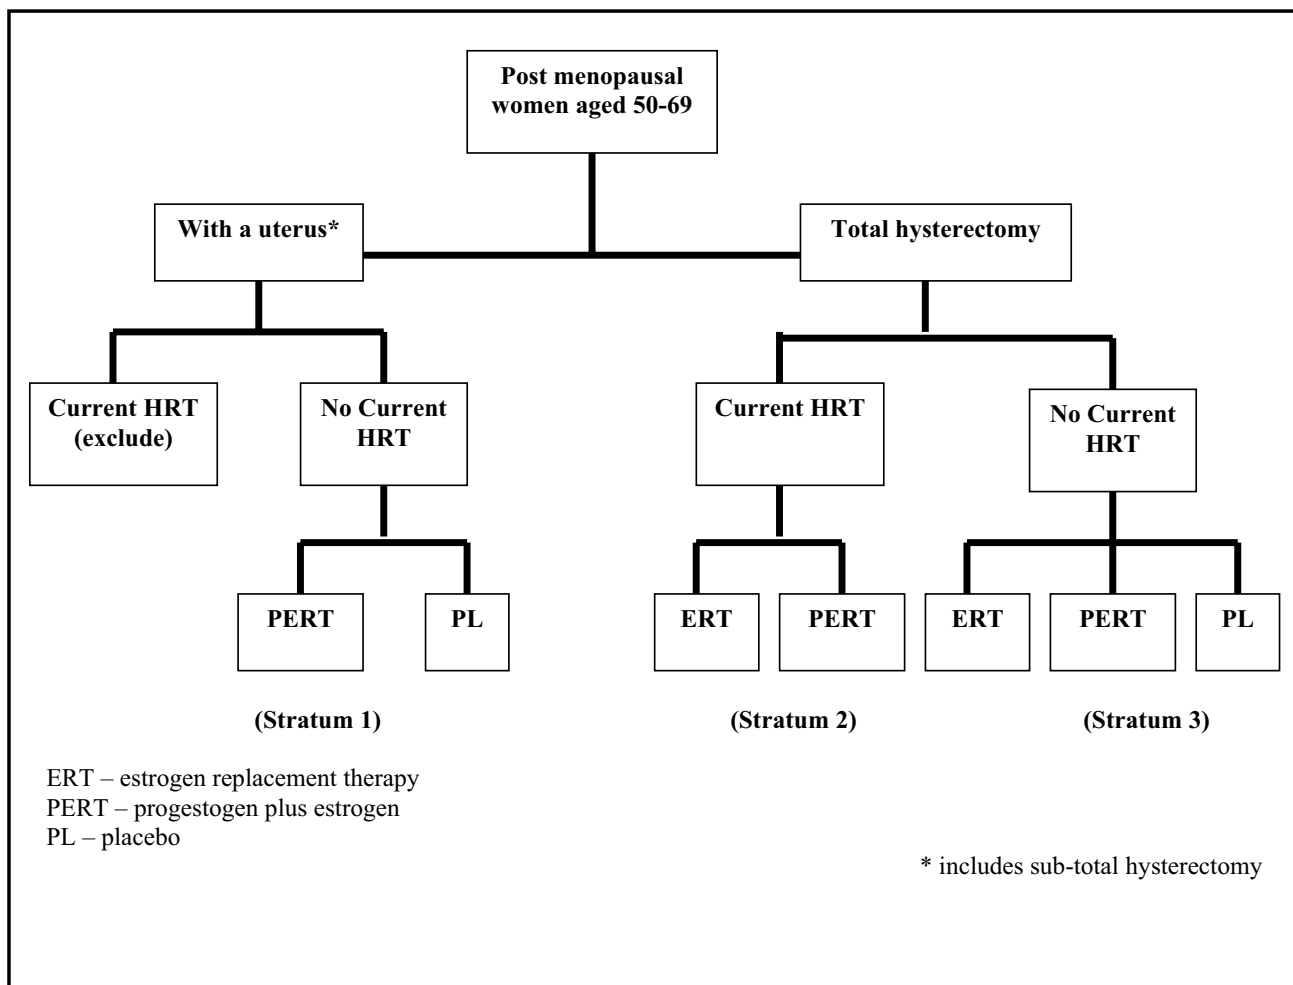 Post menopausal
women aged 50-69
With a uterus*
Total hysterectomy
Current HRT
(exclude)
No Current
HRT
Current HRT
No Current
HRT
PERT
PL
ERT
PERT
ERT
PERT
PL
(Stratum 1)
(Stratum 2)
(Stratum 3)
ERT – estrogen replacement therapy
PERT – progestogen plus estrogen
PL – placebo
* includes sub-total hysterectomy